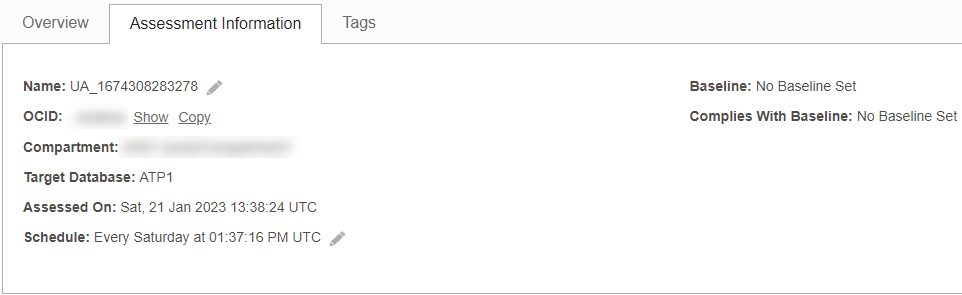 Overview Assessment Information Tags
Name: UA_1674308283278
Baseline: No Baseline Set
OCID: Show Copy
Complies With Baseline: No Baseline Set
Compartment:
Target Database: ATP1
Assessed On: Sat, 21 Jan 2023 13:38:24 UTC
Schedule: Every Saturday at 01:37:16 PM UTC